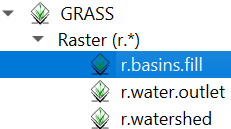 GRASS
Raster (r.*)
r.basins.fill
r.water.outlet
r.watershed